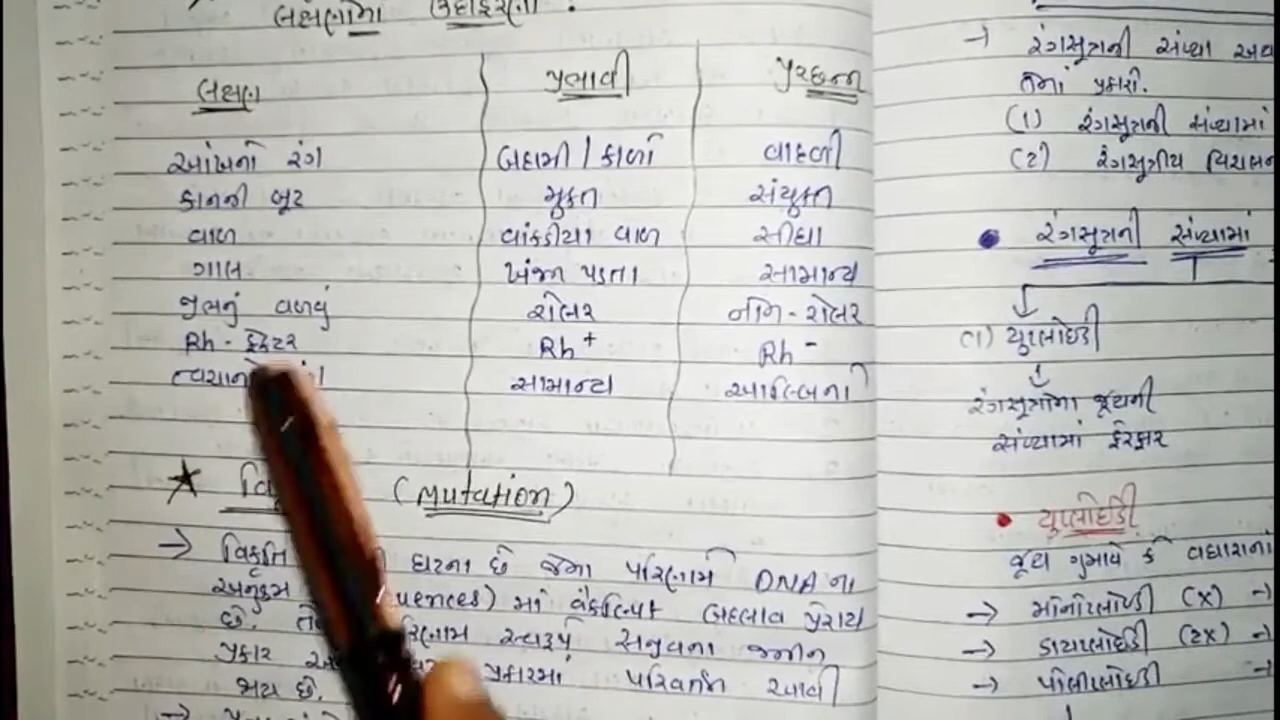 લક્ષણોમાં ઉદાહરણો :
લક્ષણ પ્રભાવી પ્રચ્છન્ન
આંખનો રંગ બદામી / કાળી વાદળી
કાનની બૂટ મુક્ત સંયુક્ત
વાળ વાંકડીયા વાળ સીધા
ગાલ ખંજન પડતા સામાન્ય
જીભનું વળવું રોલર નોન - રોલર
Rh - ફેક્ટર Rh+ Rh-
ત્વચાનો સામાન્ય
★ (Mutation)
→ વિકૃતિ ઘટના છે જેના પરિણામે DNA ના
અનુક્રમ માં વૈકલ્પિક બદલાવ પ્રેરાય
છે. સ્વરૂપે સજીવના જનીન
પ્રકાર પ્રકારમાં પરિવર્તન આવી
જાય છે.
→ રંગસૂત્રની સંખ્યા
તેમાં પ્રકારો.
(1) રંગસૂત્રની સંખ્યામાં
(2) રંગસૂત્રીય
રંગસૂત્રની સંખ્યામાં
(1) યુપ્લોઇડી
રંગસૂત્રોમાં જૂથની
સંખ્યામાં ફેરફાર
યુપ્લોઇડી
જૂથ ગુમાવે કે વધારાનાં
→ મોનોપ્લોઇડી (x) →
→ ડાયપ્લોઇડી (2x) →
→ પોલીપ્લોઇડી →